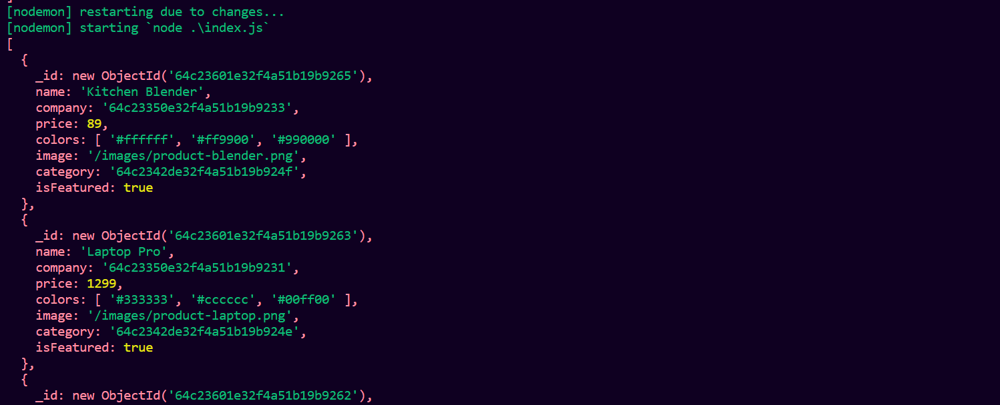 ]
[nodemon] restarting due to changes...
[nodemon] starting `node .\index.js`
[
  {
    _id: new ObjectId('64c23601e32f4a51b19b9265'),
    name: 'Kitchen Blender',
    company: '64c23350e32f4a51b19b9233',
    price: 89,
    colors: [ '#ffffff', '#ff9900', '#990000' ],
    image: '/images/product-blender.png',
    category: '64c2342de32f4a51b19b924f',
    isFeatured: true
  },
  {
    _id: new ObjectId('64c23601e32f4a51b19b9263'),
    name: 'Laptop Pro',
    company: '64c23350e32f4a51b19b9231',
    price: 1299,
    colors: [ '#333333', '#cccccc', '#00ff00' ],
    image: '/images/product-laptop.png',
    category: '64c2342de32f4a51b19b924e',
    isFeatured: true
  },
  {
    _id: new ObjectId('64c23601e32f4a51b19b9262'),